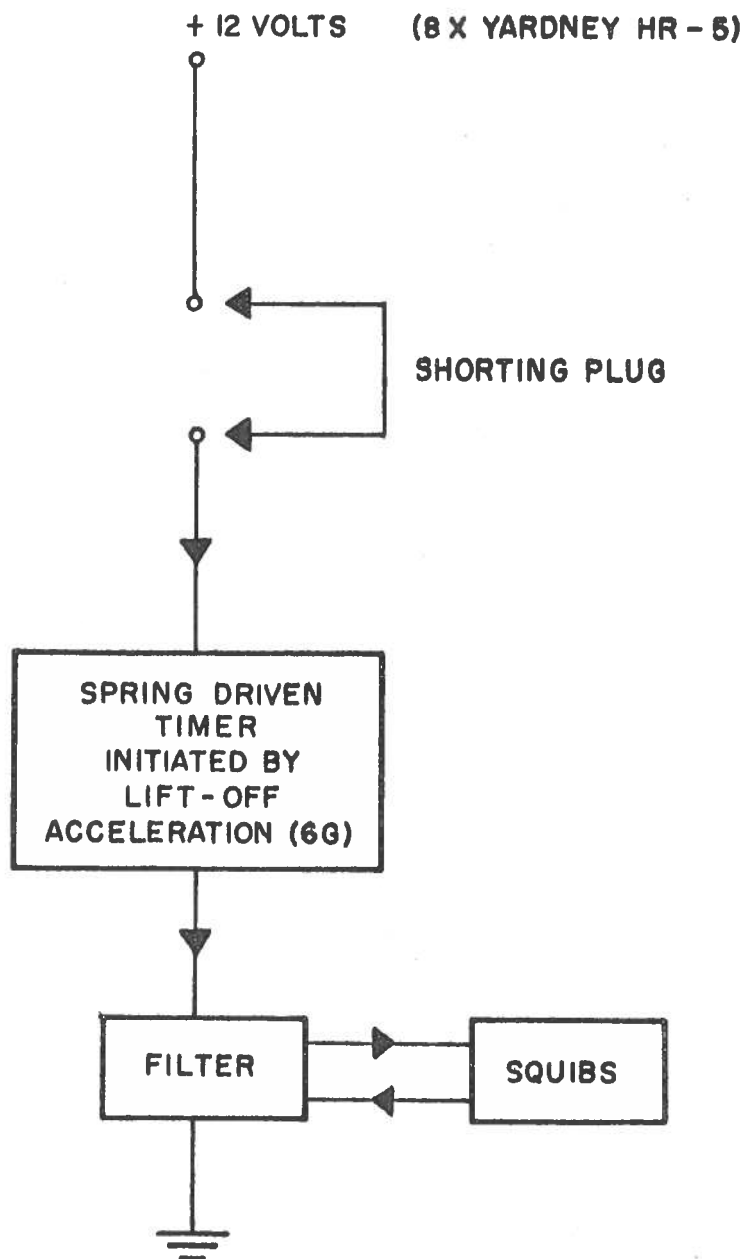 + 12 VOLTS (8 X YARDNEY HR - 5)
SHORTING PLUG
SPRING DRIVEN
TIMER
INITIATED BY
LIFT-OFF
ACCELERATION (6G)
FILTER
SQUIBS